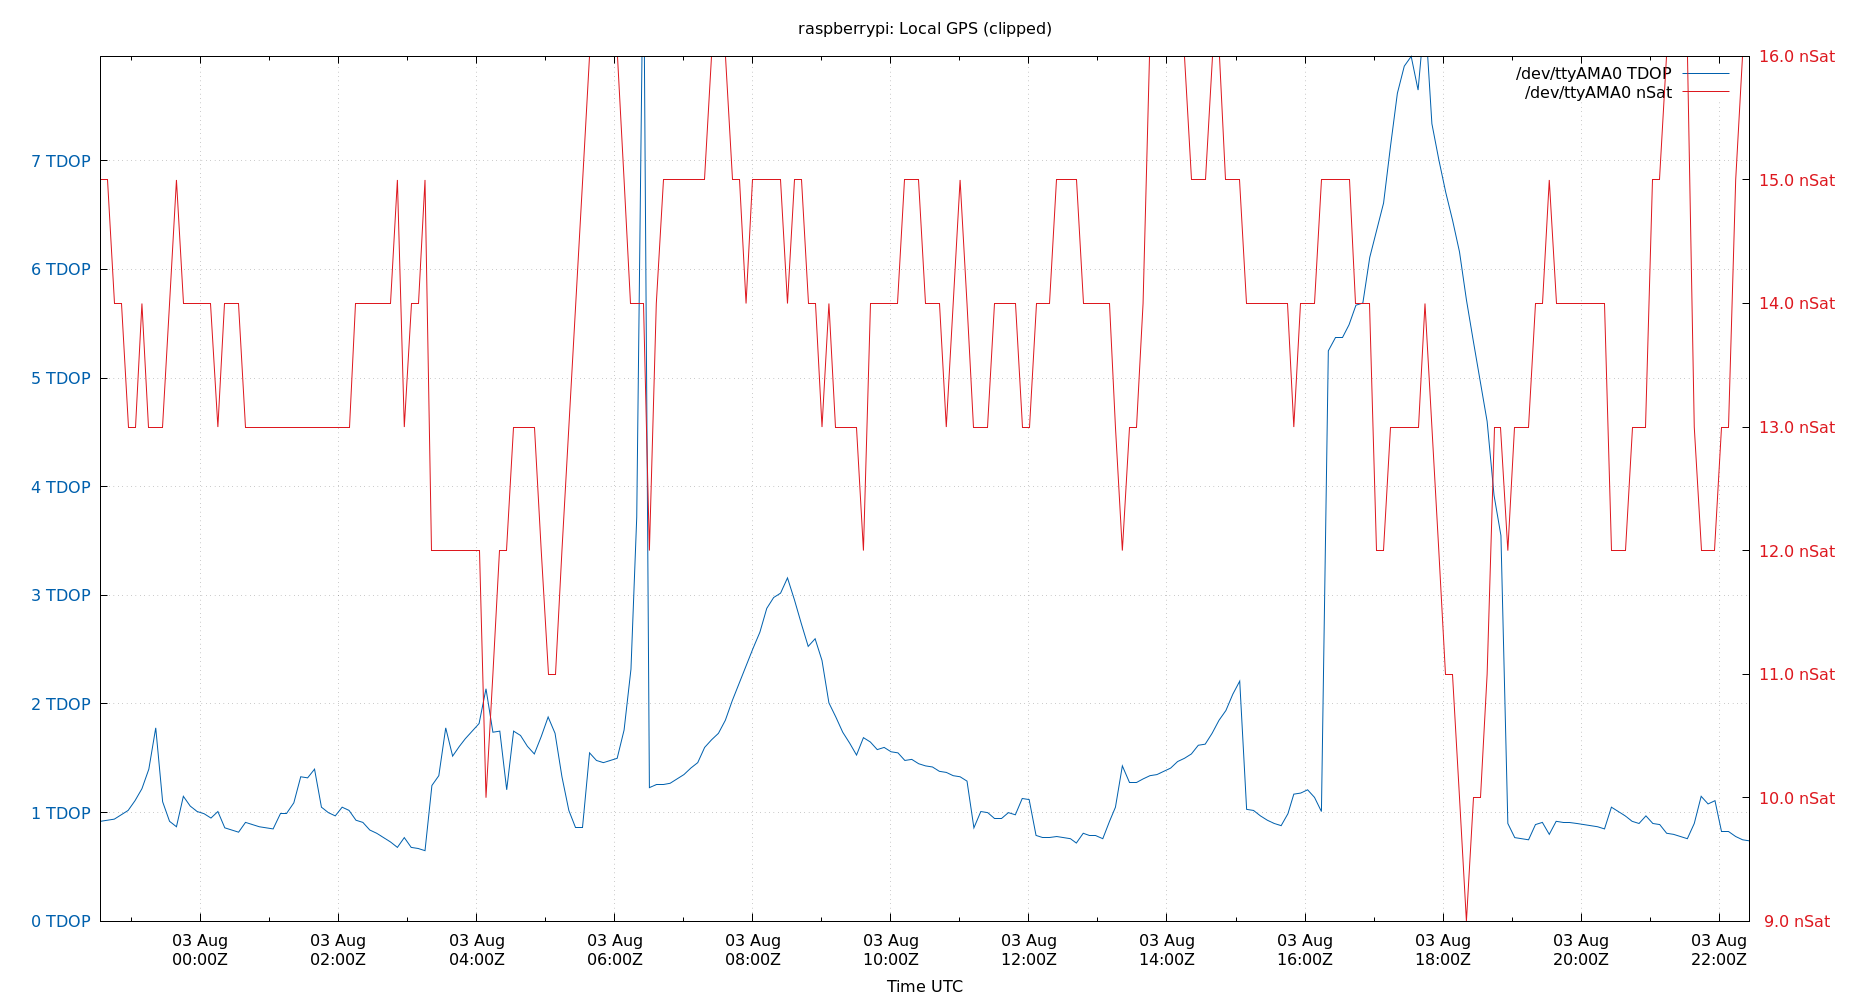 raspberrypi: Local GPS (clipped)
/dev/ttyAMA0 TDOP
/dev/ttyAMA0 nSat
7 TDOP
6 TDOP
5 TDOP
4 TDOP
3 TDOP
2 TDOP
1 TDOP
0 TDOP
16.0 nSat
15.0 nSat
14.0 nSat
13.0 nSat
12.0 nSat
11.0 nSat
10.0 nSat
9.0 nSat
03 Aug
00:00Z
03 Aug
02:00Z
03 Aug
04:00Z
03 Aug
06:00Z
03 Aug
08:00Z
03 Aug
10:00Z
03 Aug
12:00Z
03 Aug
14:00Z
03 Aug
16:00Z
03 Aug
18:00Z
03 Aug
20:00Z
03 Aug
22:00Z
Time UTC